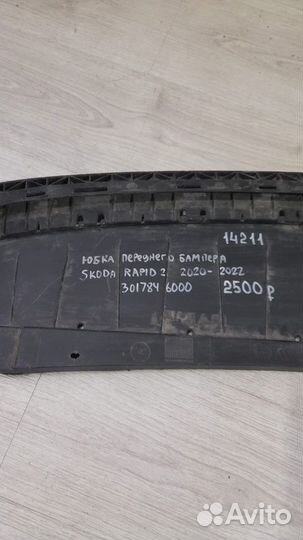 14211
ЮБКА ПЕРЕДНЕГО БАМПЕРА
SKODA RAPID 2 2020-2022
301784 6000 2500 р
Avito